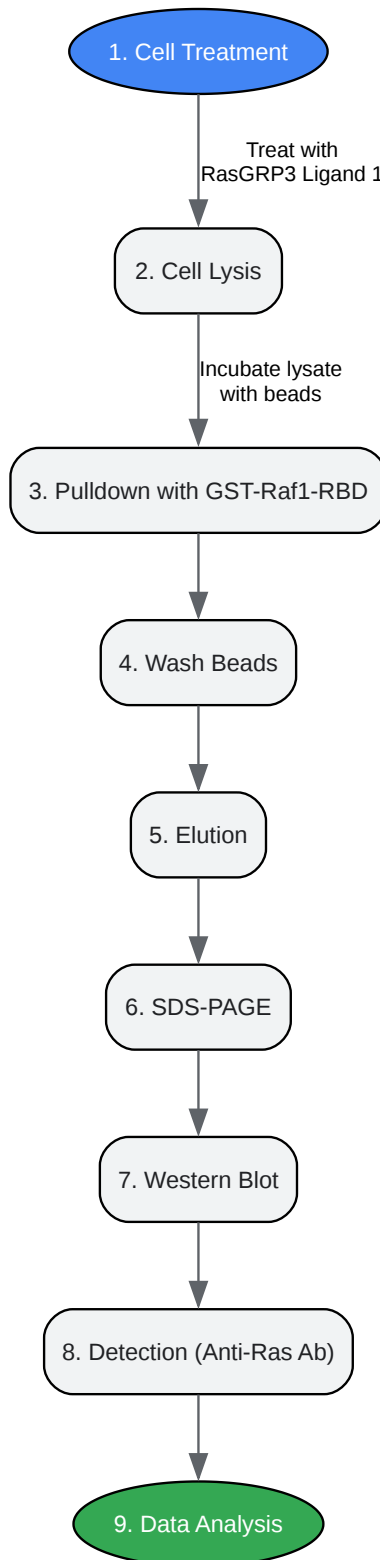 1. Cell Treatment
Treat with
RasGRP3 Ligand 1
2. Cell Lysis
Incubate lysate
with beads
3. Pulldown with GST-Raf1-RBD
4. Wash Beads
5. Elution
6. SDS-PAGE
7. Western Blot
8. Detection (Anti-Ras Ab)
9. Data Analysis